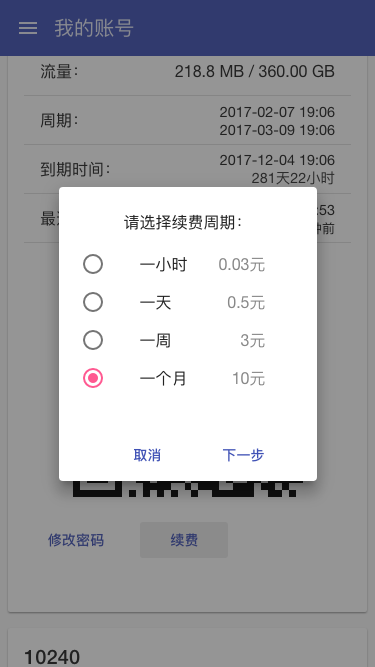 我的账号
流量： 218.8 MB / 360.00 GB
周期： 2017-02-07 19:06
2017-03-09 19:06
到期时间： 2017-12-04 19:06
281天22小时
:53
钟前
请选择续费周期：
一小时 0.03元
一天 0.5元
一周 3元
一个月 10元
取消 下一步
修改密码 续费
10240